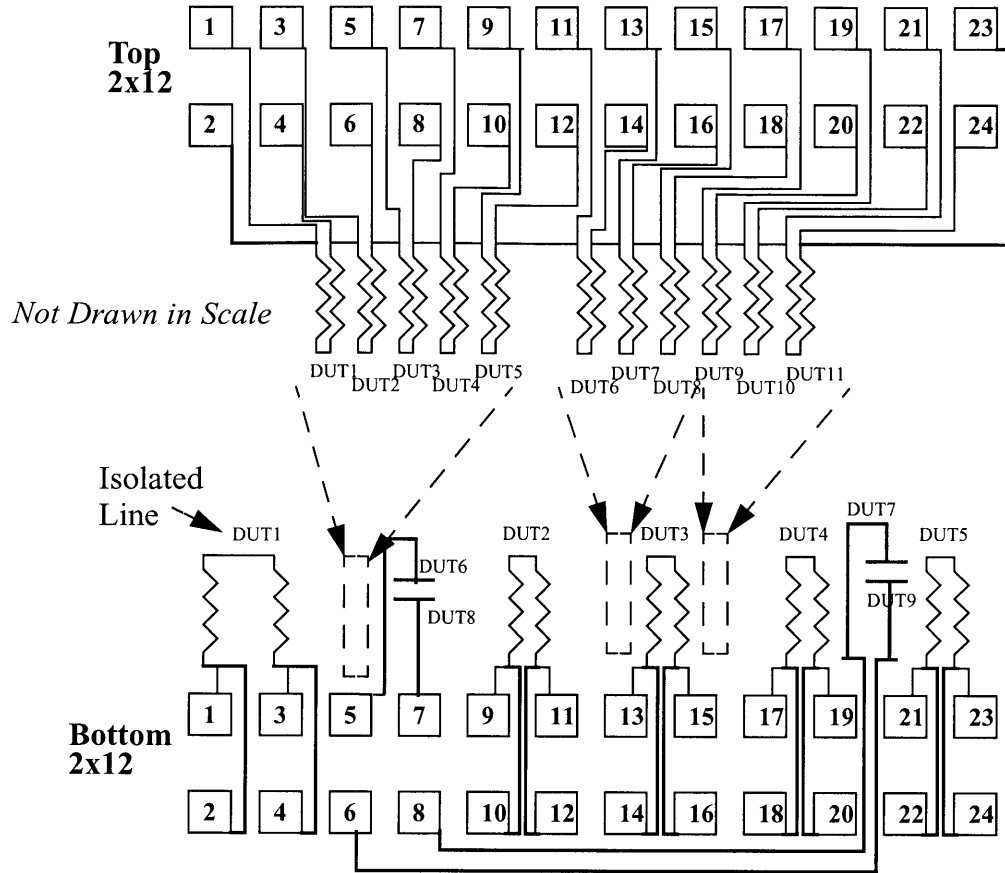 1 3 5 7 9 11 13 15 17 19 21 23
Top
2x12
2 4 6 8 10 12 14 16 18 20 22 24
Not Drawn in Scale
DUT1 DUT2 DUT3 DUT4 DUT5 DUT6 DUT7 DUT8 DUT9 DUT10 DUT11
Isolated
Line
DUT1 DUT6 DUT8 DUT2 DUT3 DUT4 DUT7 DUT9 DUT5
1 3 5 7 9 11 13 15 17 19 21 23
Bottom
2x12
2 4 6 8 10 12 14 16 18 20 22 24